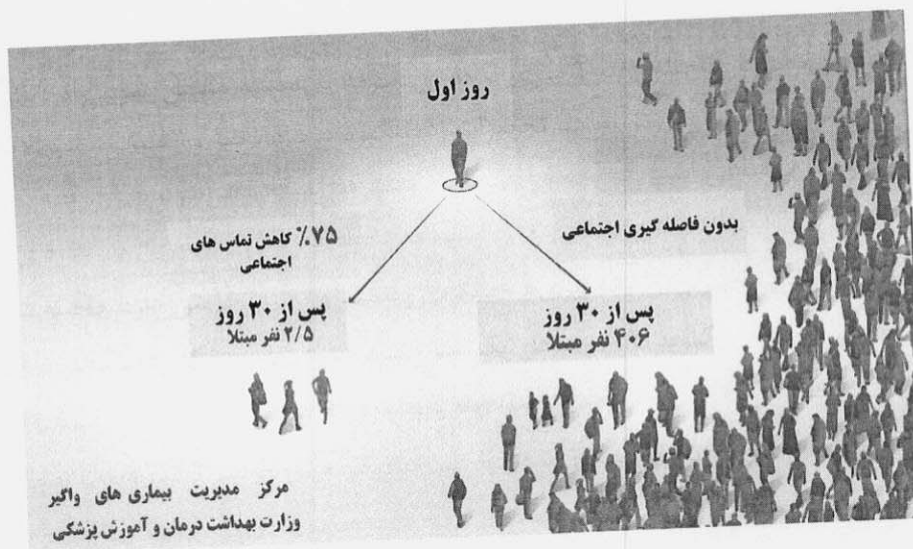 روز اول
بدون فاصله گیری اجتماعی
۷۵٪ کاهش تماس های
اجتماعی
پس از ۳۰ روز
۴۰۶ نفر مبتلا
پس از ۳۰ روز
۲/۵ نفر مبتلا
مرکز مدیریت بیماری های واگیر
وزارت بهداشت درمان و آموزش پزشکی